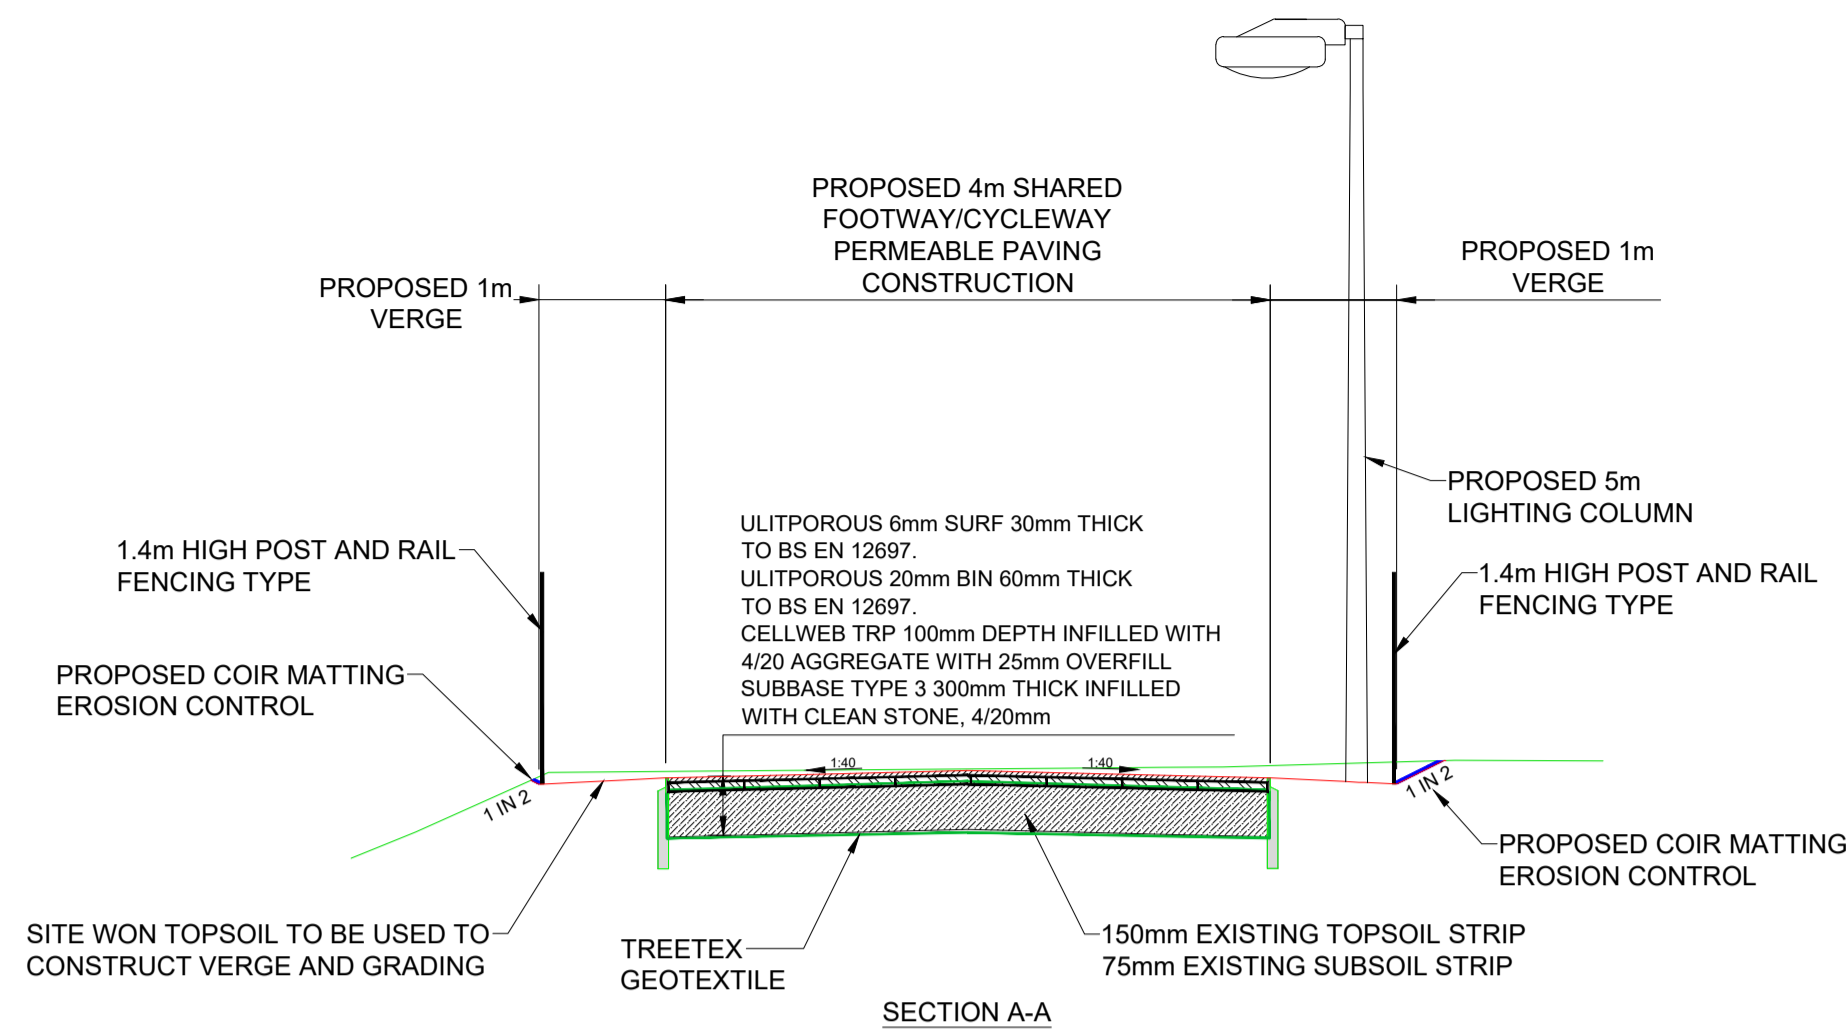 PROPOSED 4m SHARED
FOOTWAY/CYCLEWAY
PERMEABLE PAVING
CONSTRUCTION
PROPOSED 1m
VERGE
PROPOSED 1m
VERGE
PROPOSED 5m
LIGHTING COLUMN
ULITPOROUS 6mm SURF 30mm THICK
TO BS EN 12697.
ULITPOROUS 20mm BIN 60mm THICK
TO BS EN 12697.
CELLWEB TRP 100mm DEPTH INFILLED WITH
4/20 AGGREGATE WITH 25mm OVERFILL
SUBBASE TYPE 3 300mm THICK INFILLED
WITH CLEAN STONE, 4/20mm
1.4m HIGH POST AND RAIL
FENCING TYPE
1.4m HIGH POST AND RAIL
FENCING TYPE
PROPOSED COIR MATTING
EROSION CONTROL
1:40
1:40
1 IN 2
1 IN 2
PROPOSED COIR MATTING
EROSION CONTROL
SITE WON TOPSOIL TO BE USED TO
CONSTRUCT VERGE AND GRADING
TREETEX
GEOTEXTILE
150mm EXISTING TOPSOIL STRIP
75mm EXISTING SUBSOIL STRIP
SECTION A-A